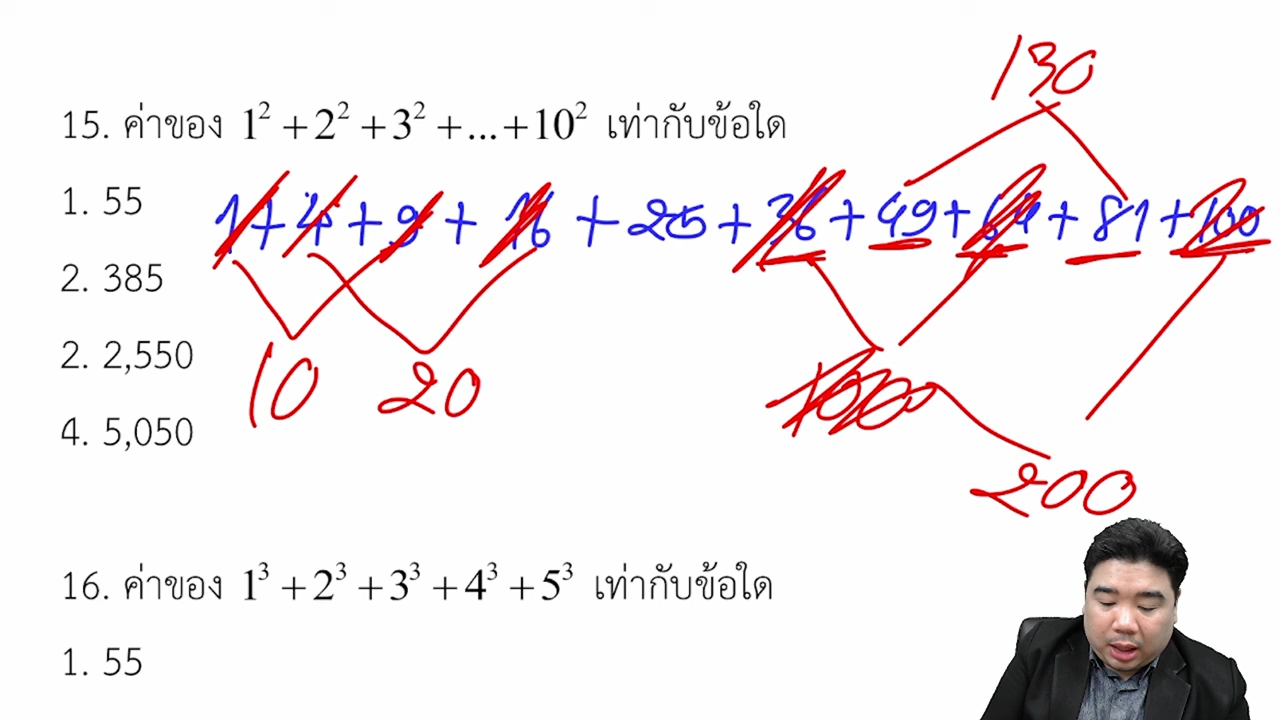 130
15. ค่าของ 1² + 2² + 3² + ... + 10² เท่ากับข้อใด
1. 55
1 + 4 + 9 + 16 + 25 + 36 + 49 + 64 + 81 + 100
2. 385
2. 2,550
10 20 100
4. 5,050
200
16. ค่าของ 1³ + 2³ + 3³ + 4³ + 5³ เท่ากับข้อใด
1. 55